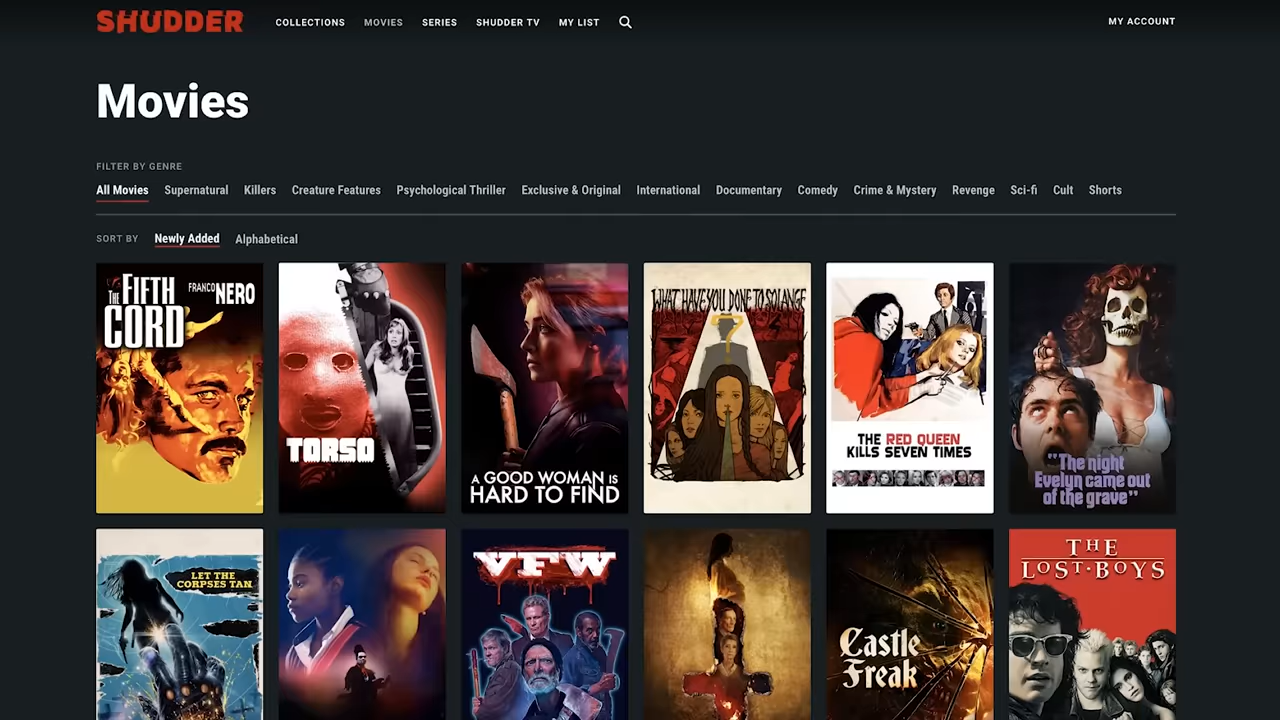 SHUDDER COLLECTIONS MOVIES SERIES SHUDDER TV MY LIST MY ACCOUNT
Movies
FILTER BY GENRE
All Movies Supernatural Killers Creature Features Psychological Thriller Exclusive & Original International Documentary Comedy Crime & Mystery Revenge Sci-fi Cult Shorts
SORT BY Newly Added Alphabetical
THE FIFTH CORD
FRANCO NERO
TORSO
A GOOD WOMAN IS
HARD TO FIND
WHAT HAVE YOU DONE TO SOLANGE
?
THE RED QUEEN
KILLS SEVEN TIMES
"The night
Evelyn came out
of the grave"
LET THE
CORPSES TAN
VFW
Castle
Freak
THE
LOST·BOYS